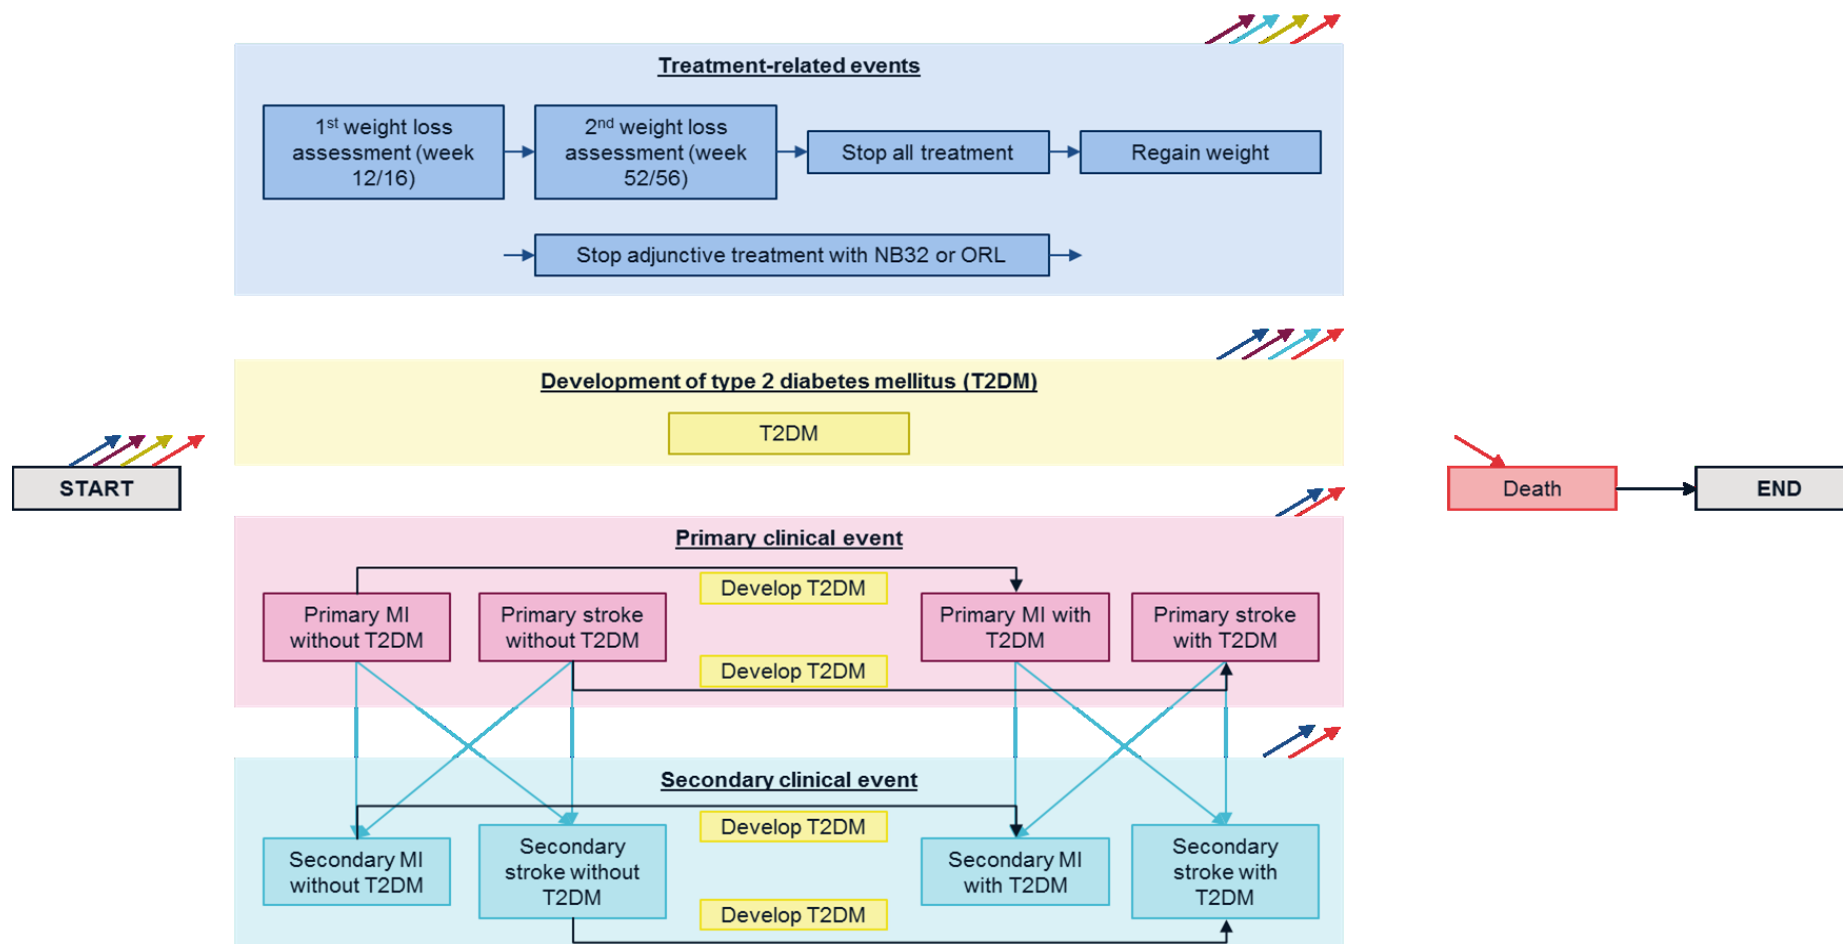 Treatment-related events
1st weight loss
assessment (week
12/16)
2nd weight loss
assessment (week
52/56)
Stop all treatment
Regain weight
Stop adjunctive treatment with NB32 or ORL
Development of type 2 diabetes mellitus (T2DM)
T2DM
START
Death
END
Primary clinical event
Develop T2DM
Primary MI
without T2DM
Primary stroke
without T2DM
Primary MI with
T2DM
Primary stroke
with T2DM
Develop T2DM
Secondary clinical event
Develop T2DM
Secondary MI
without T2DM
Secondary
stroke without
T2DM
Secondary MI
with T2DM
Secondary
stroke with
T2DM
Develop T2DM